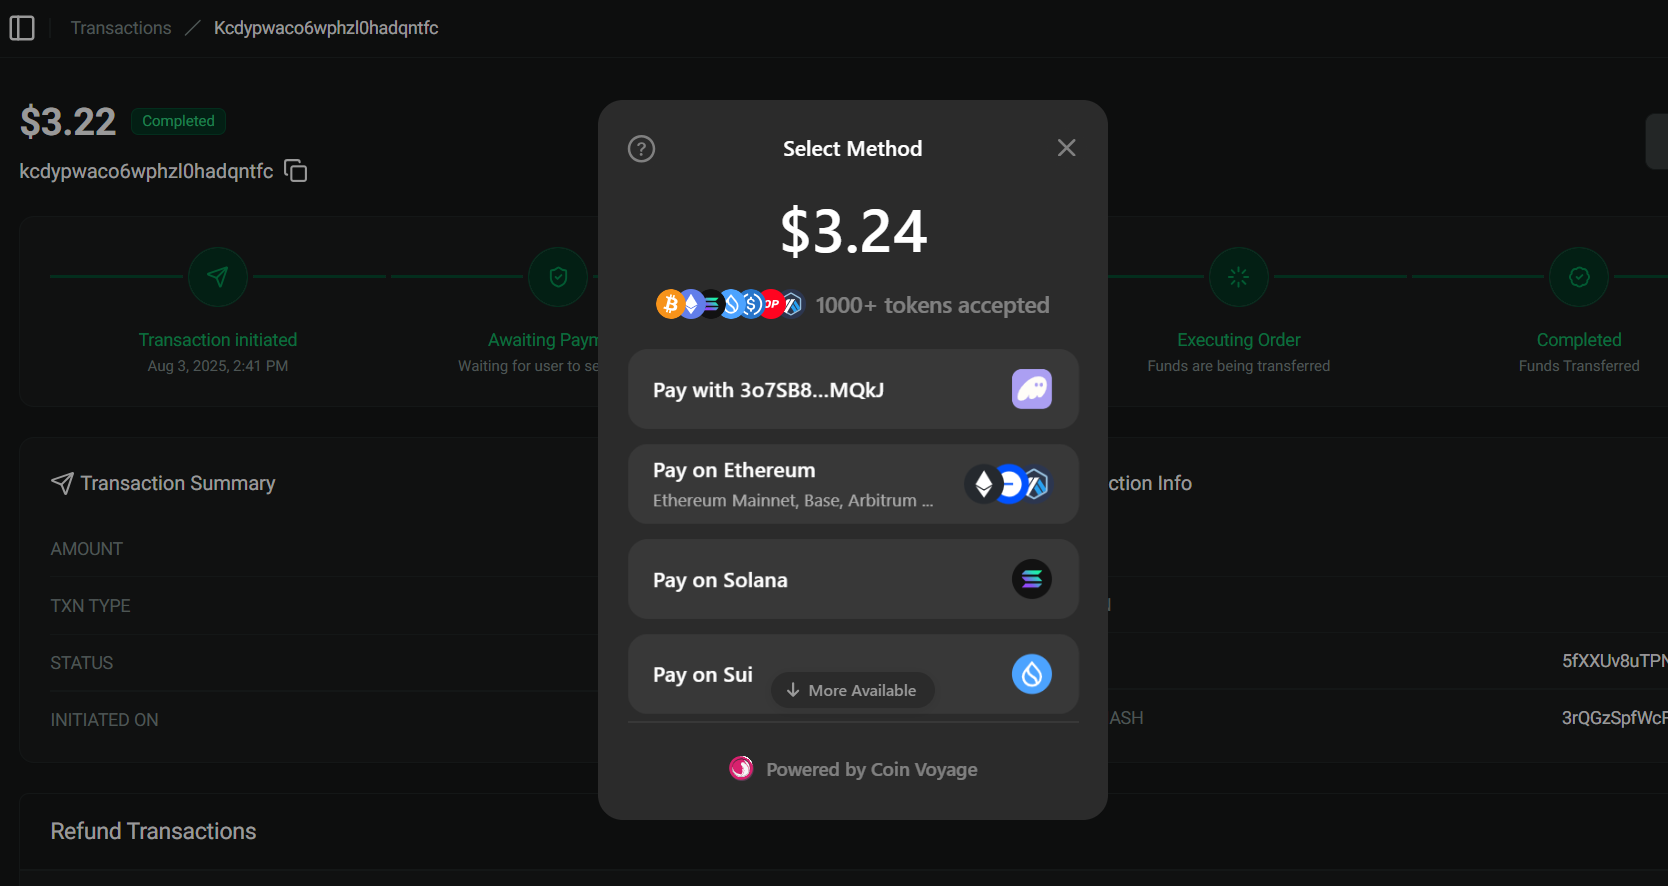 Transactions / Kcdypwaco6wphzl0hadqntfc
$3.22 Completed
kcdypwaco6wphzl0hadqntfc
Transaction initiated
Aug 3, 2025, 2:41 PM
Awaiting Paym
Waiting for user to se
Executing Order
Funds are being transferred
Completed
Funds Transferred
Transaction Summary
AMOUNT
TXN TYPE
STATUS
INITIATED ON
ction Info
5fXXUv8uTPN
ASH 3rQGzSpfWcF
Refund Transactions
? Select Method
$3.24
OP
1000+ tokens accepted
Pay with 3o7SB8...MQkJ
Pay on Ethereum
Ethereum Mainnet, Base, Arbitrum ...
Pay on Solana
Pay on Sui
More Available
Powered by Coin Voyage